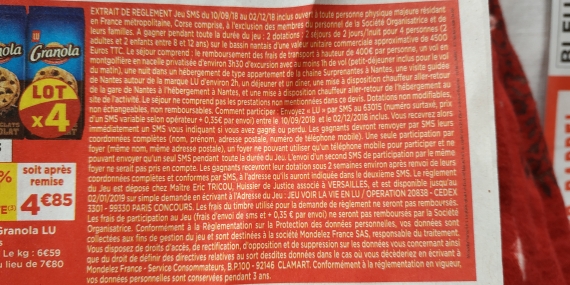 EXTRAIT DE REGLEMENT Jeu SMS du 10/09/18 au 02/12/18 inclus ouvert à toute personne physique majeure résidant
en France métropolitaine, Corse comprise, à l'exclusion des membres du personnel de la Société Organisatrice et de
leurs familles. A gagner pendant toute la durée du jeu : 2 dotations : 2 séjours de 2 jours/1nuit pour 4 personnes (2
adultes et 2 enfants entre 8 et 12 ans) sur le bassin nantais d'une valeur unitaire commerciale approximative de 4500
Euros TTC. Le séjour comprend : le remboursement des frais de transport à hauteur de 400€ par personne, un vol en
montgolfière en nacelle privatisée d'environ 3h30 d'excursion avec au moins 1h de vol (petit-déjeuner inclus pour le vol
du matin), une nuit dans un hébergement de type appartement de la chaine Surprenantes à Nantes, une visite guidée
de Nantes autour de la marque LU d'environ 2h, un déjeuner et un dîner, une mise à disposition chauffeur aller-retour
de la gare de Nantes à l'hébergement à Nantes, et une mise à disposition chauffeur aller-retour de l'hébergement au
site de l'activité. Le séjour ne comprend pas les prestations non mentionnées dans ce devis. Dotations non modifiables,
non échangeables, non remboursables. Comment participer : Envoyez « LU » par SMS au 63015 (numéro surtaxé, prix
d'un SMS variable selon opérateur + 0,35€ par envoi) entre le 10/09/2018 et le 02/12/2018 inclus. Vous recevrez alors
immédiatement un SMS vous indiquant si vous avez gagné ou perdu. Les gagnants devront renvoyer par SMS leurs
coordonnées complètes (nom, prénom, adresse postale, numéro de téléphone mobile). Une seule participation par
foyer (même nom, même adresse postale), un foyer ne pouvant utiliser qu'un téléphone mobile pour participer et ne
pouvant envoyer qu'un seul SMS pendant toute la durée du Jeu. L'envoi d'un second SMS de participation par le même
foyer ne serait pas pris en compte. Les gagnants recevront leur dotation sous 2 semaines environ après renvoi de leurs
coordonnées complètes et conformes par SMS, à l'adresse qu'ils auront indiquée dans le deuxième SMS. Le règlement
du Jeu est dépose chez Maître Eric TRICOU, Huissier de Justice associé à VERSAILLES, et est disponible jusqu'au
02/01/2019 sur simple demande en écrivant à l'Adresse du Jeu : JEU VOIR LA VIE EN LU / OPERATION 20838 - CEDEX
3301 - 99330 PARIS CONCOURS. Les frais du timbre utilisé pour la demande de règlement ne seront pas remboursés.
Les frais de participation au Jeu (frais d'envoi de sms et + 0,35 € par envoi) ne seront pas remboursés par la Société
Organisatrice. Conformément à la Réglementation sur la Protection des données personnelles, vos données sont
collectées aux fins de gestion du jeu et sont destinées à la société Mondelez France SAS, responsable du traitement.
Vous disposez de droits d'accès, de rectification, d'opposition et de suppression sur les données vous concernant ainsi
que du droit de définir des directives relatives au sort desdites données dans le cas où vous décéderiez en écrivant à
Mondelez France - Service Consommateurs, B.P.100 - 92146 CLAMART. Conformément à la réglementation en vigueur,
vos données personnelles sont conservées pendant 3 ans.
LU
Granola
LOT
x4
%
soit après
remise
4€85
Granola LU
Le kg : 6€59
u lieu de 7€80
BLEU